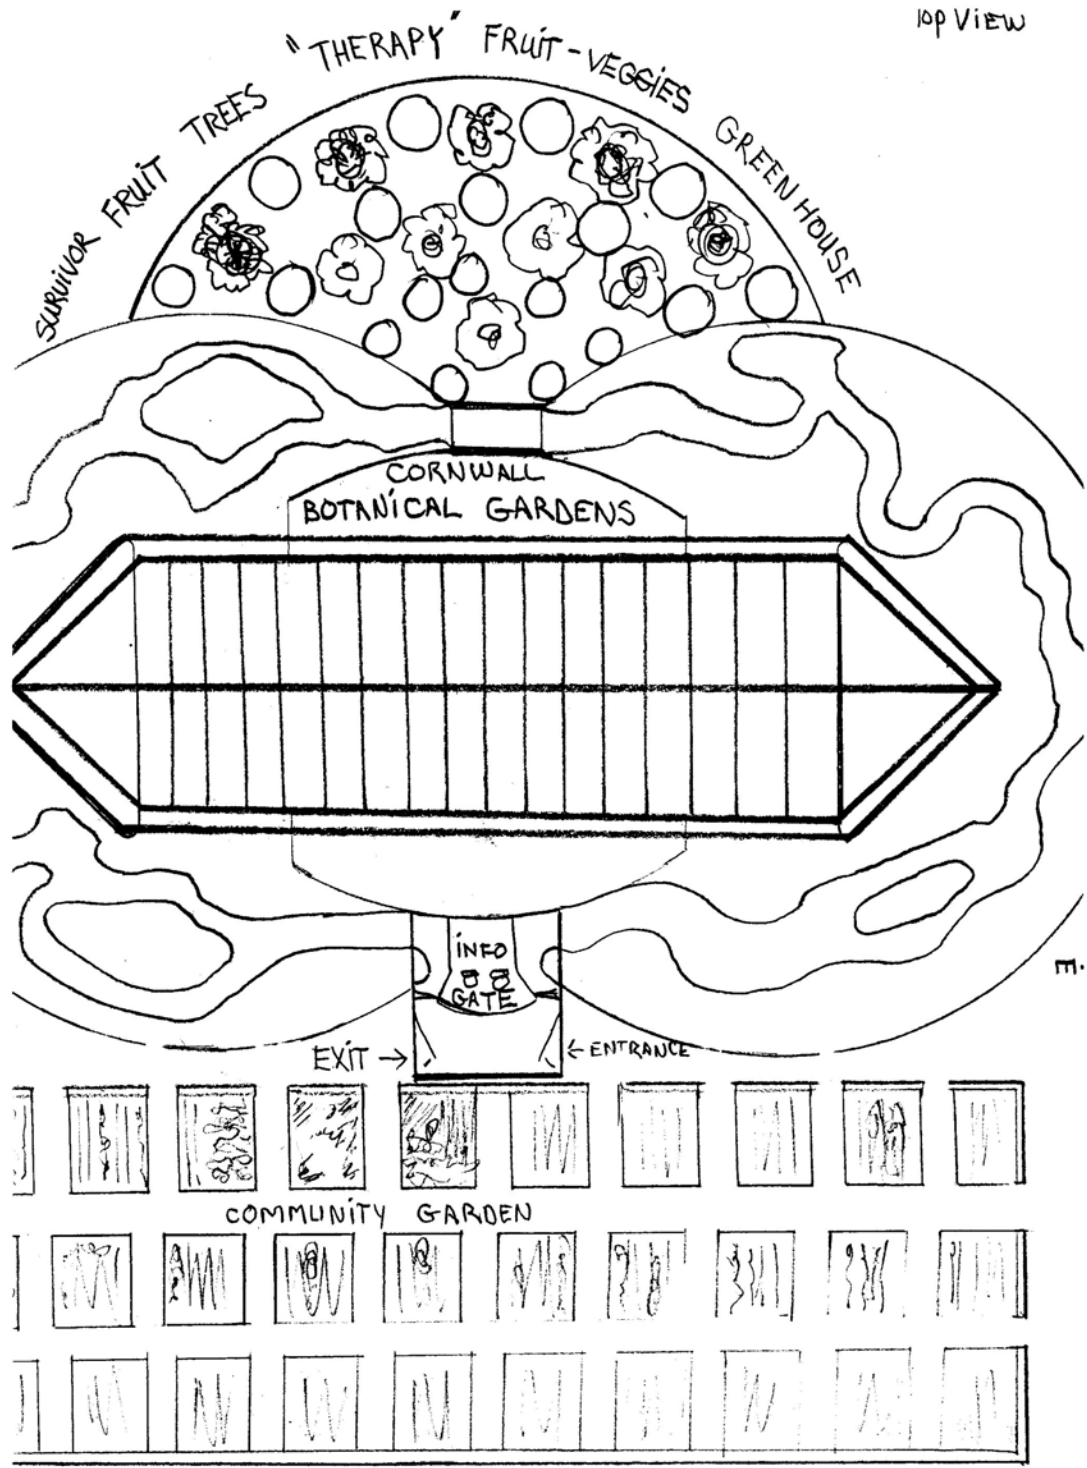 TOP VIEW
SURVIVOR FRUIT TREES "THERAPY" FRUIT-VEGGIES GREENHOUSE
CORNWALL
BOTANICAL GARDENS
INFO
GATE
EXIT →
← ENTRANCE
E.
COMMUNITY GARDEN